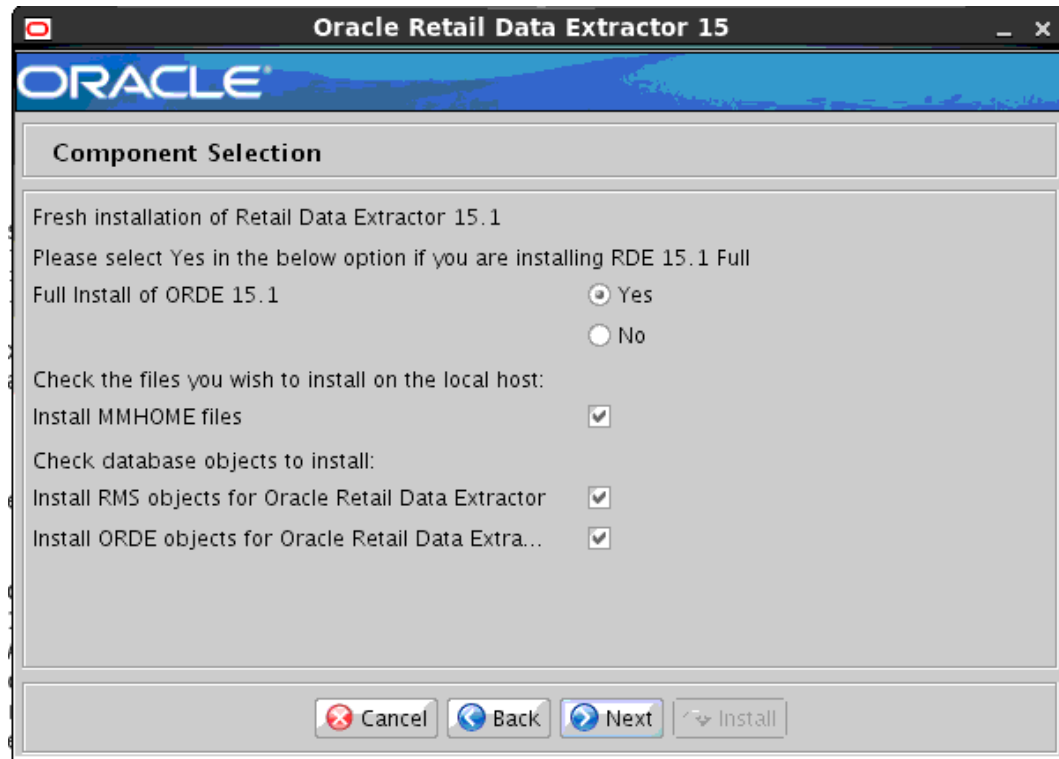 Oracle Retail Data Extractor 15
ORACLE
Component Selection
Fresh installation of Retail Data Extractor 15.1
Please select Yes in the below option if you are installing RDE 15.1 Full
Full Install of ORDE 15.1
Yes
No
Check the files you wish to install on the local host:
Install MMHOME files
Check database objects to install:
Install RMS objects for Oracle Retail Data Extractor
Install ORDE objects for Oracle Retail Data Extra...
Cancel Back Next Install